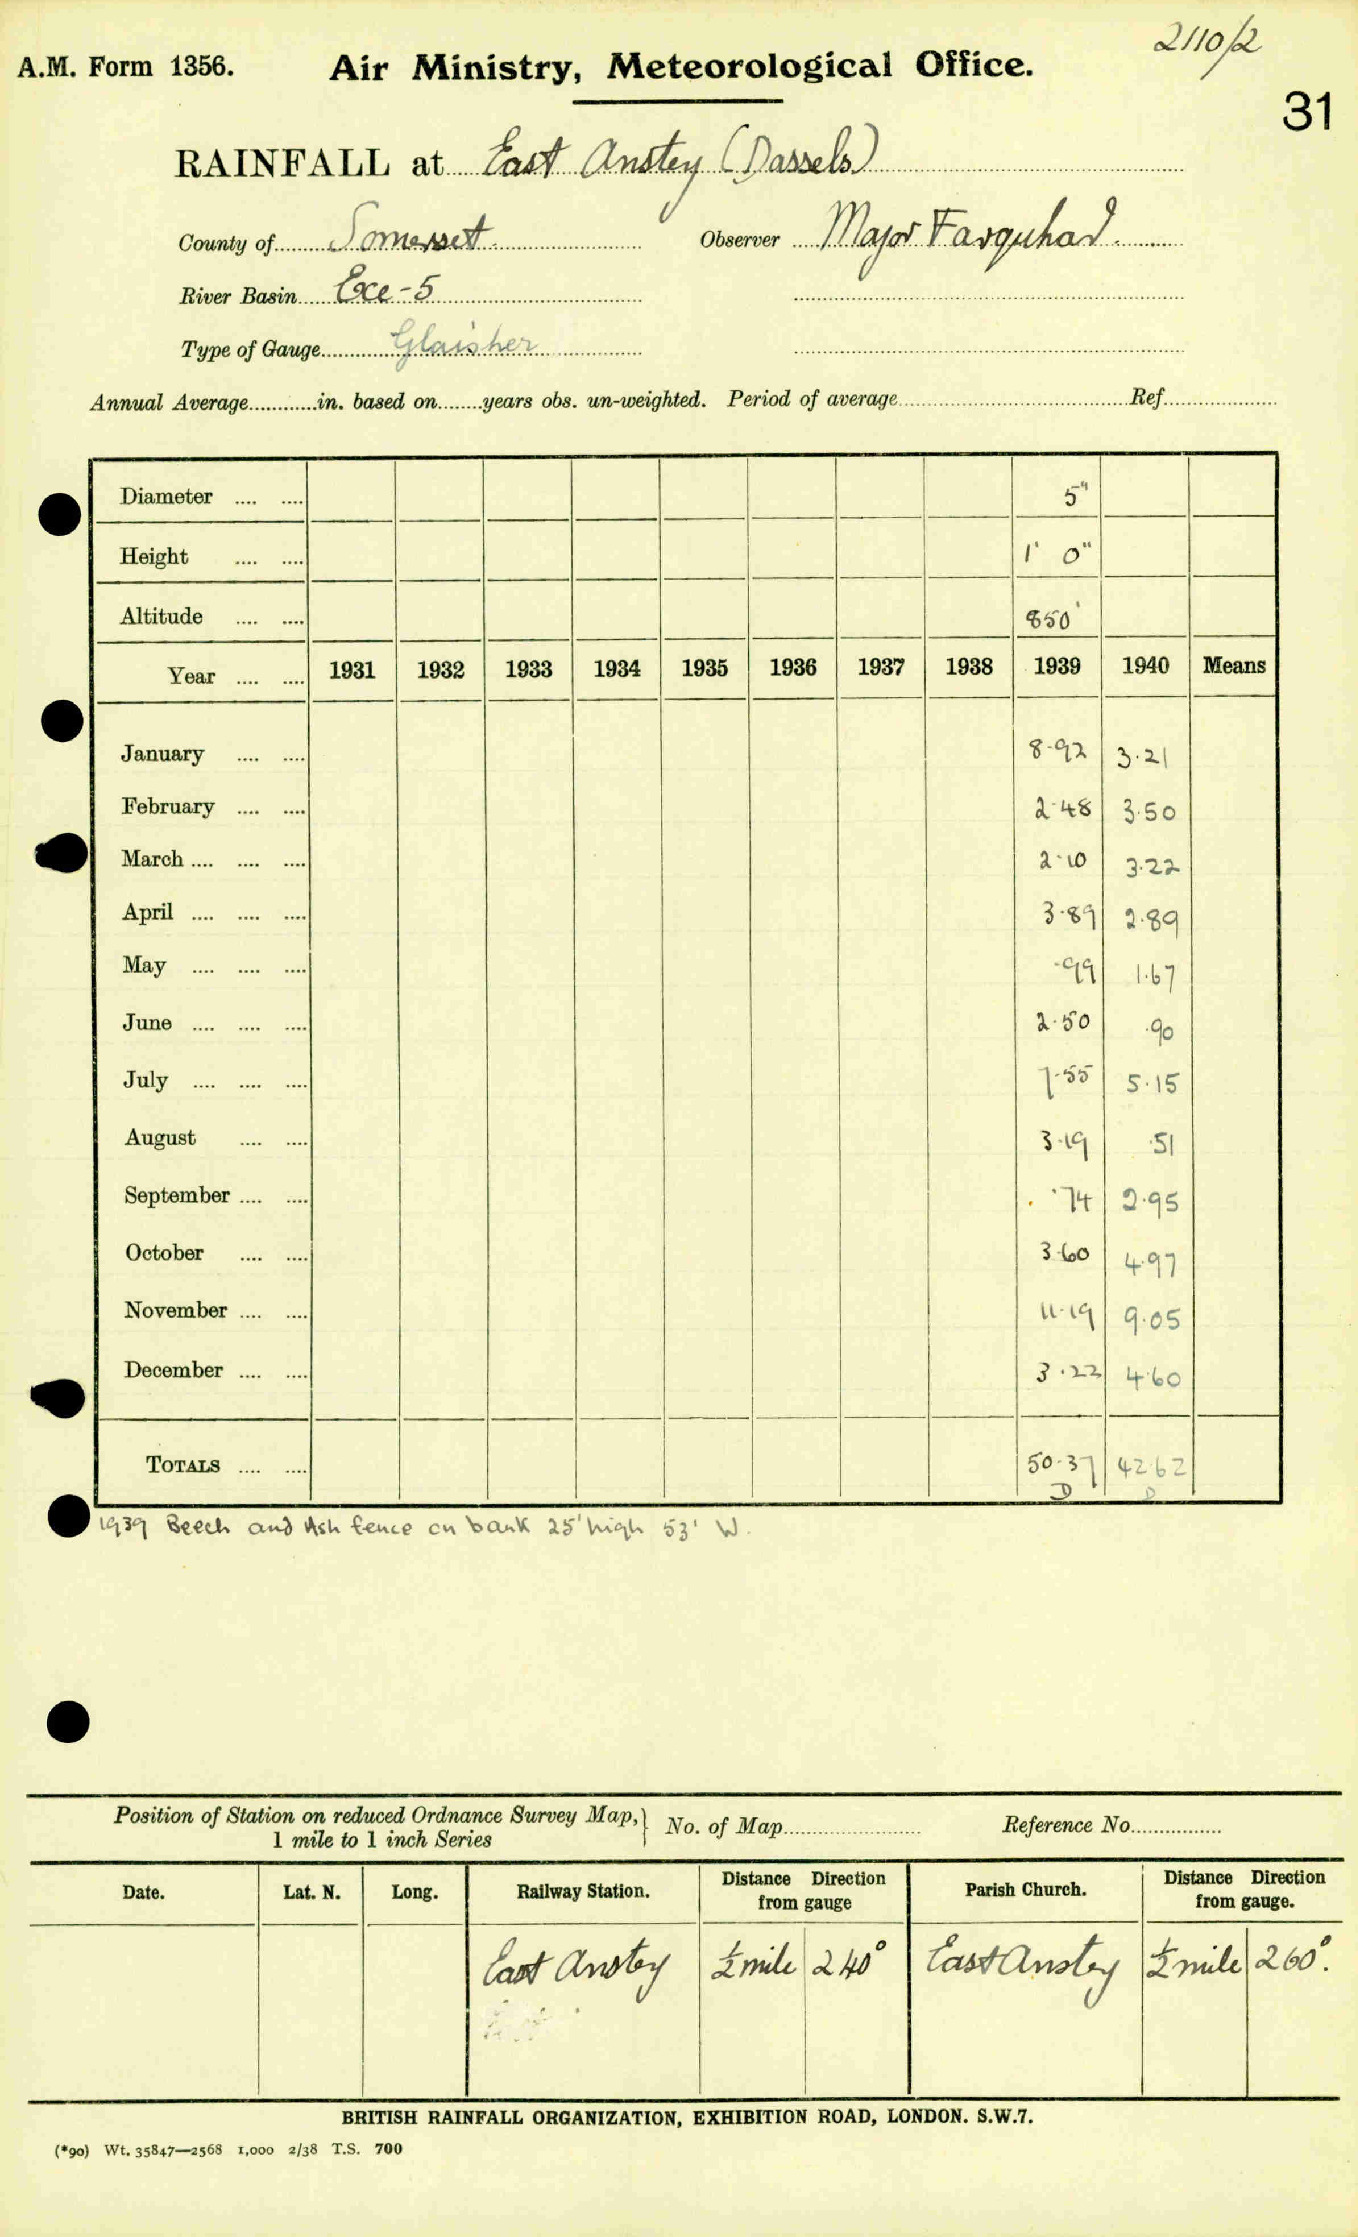 2110/2
A.M. Form 1356. Air Ministry, Meteorological Office.
31
RAINFALL at East Anstey (Dassels)
County of Somerset. Observer Major Farquhar.
River Basin Exe-5
Type of Gauge Glaisher
Annual Average............in. based on........years obs. un-weighted. Period of average................Ref................
Diameter .... .... 5"
Height .... .... 1' 0"
Altitude .... .... 850'
Year .... .... 1931 1932 1933 1934 1935 1936 1937 1938 1939 1940 Means
January .... .... 8.92 3.21
February .... .... 2.48 3.50
March .... .... .... 2.10 3.22
April .... .... .... 3.89 2.89
May .... .... .... .99 1.67
June .... .... .... 2.50 .90
July .... .... .... 7.55 5.15
August .... .... 3.19 .51
September .... .... .74 2.95
October .... .... 3.60 4.97
November .... .... 11.19 9.05
December .... .... 3.22 4.60
TOTALS .... .... 50.37 42.62
D D
1939 Beech and Ash fence on bank 25' high 53' W.
Position of Station on reduced Ordnance Survey Map, } No. of Map................ Reference No................
1 mile to 1 inch Series
Date. Lat. N. Long. Railway Station. Distance Direction from gauge Parish Church. Distance Direction from gauge.
East Anstey ½ mile 240° East Anstey ½ mile 260°.
BRITISH RAINFALL ORGANIZATION, EXHIBITION ROAD, LONDON. S.W.7.
(*90) Wt. 35847—2568 1,000 2/38 T.S. 700